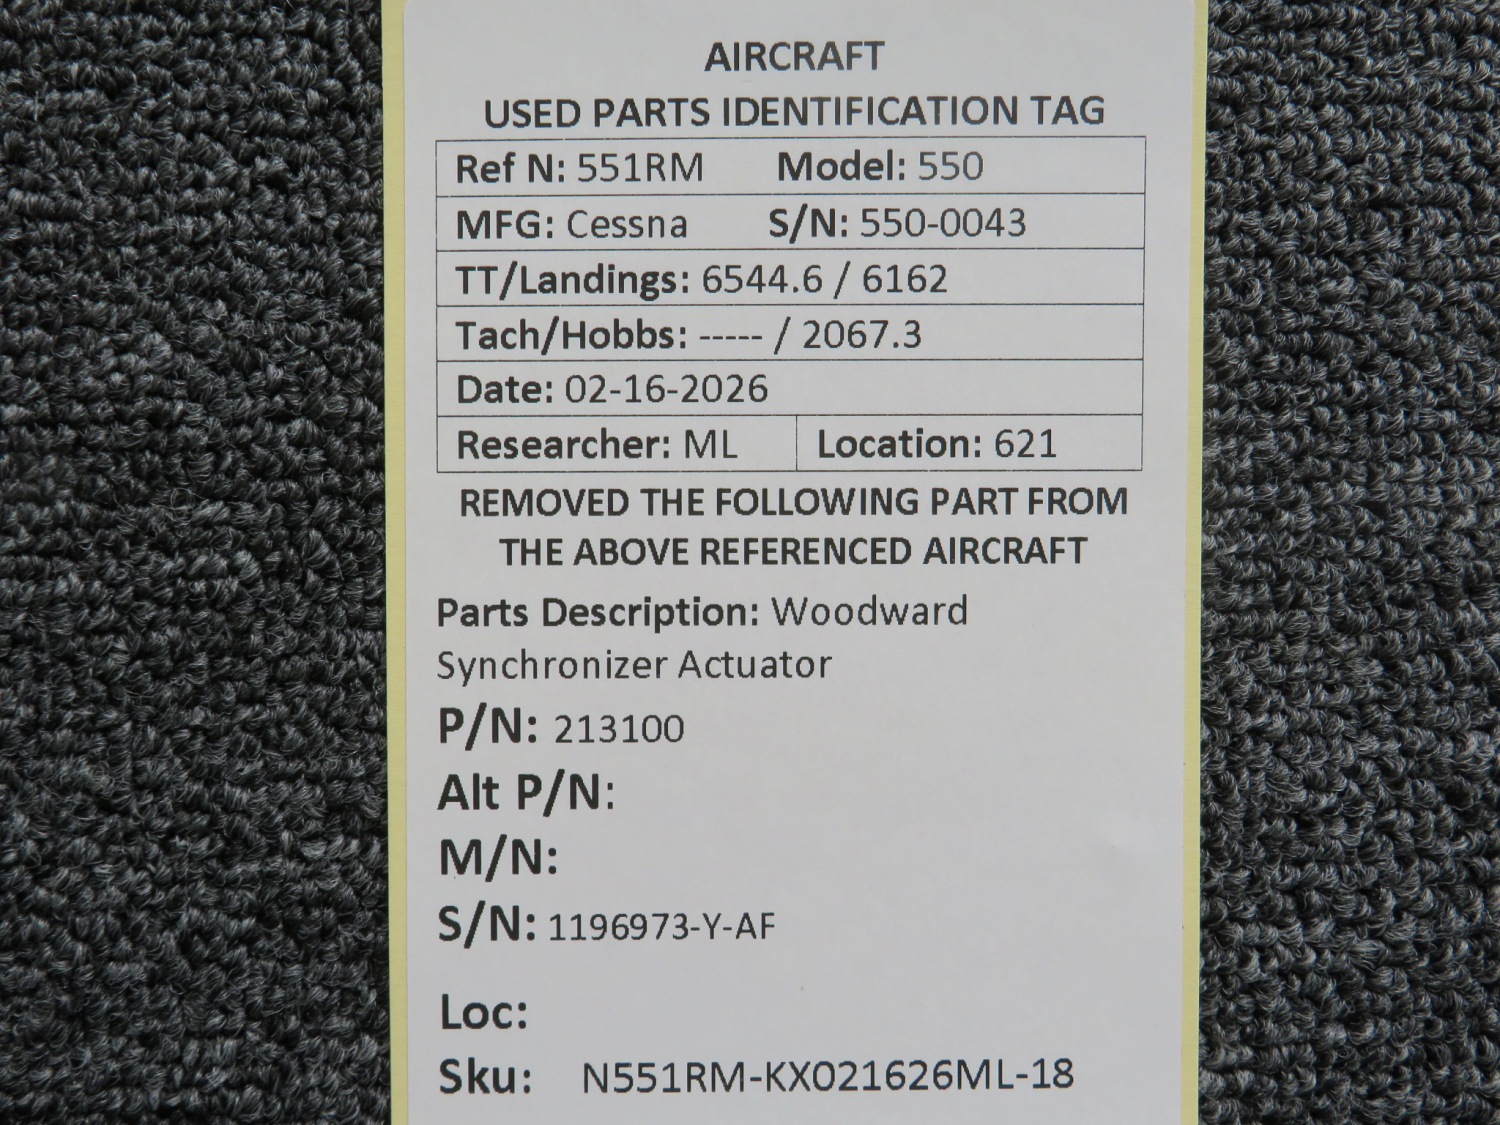 AIRCRAFT
USED PARTS IDENTIFICATION TAG
Ref N: 551RM Model: 550
MFG: Cessna S/N: 550-0043
TT/Landings: 6544.6 / 6162
Tach/Hobbs: ----- / 2067.3
Date: 02-16-2026
Researcher: ML Location: 621
REMOVED THE FOLLOWING PART FROM
THE ABOVE REFERENCED AIRCRAFT
Parts Description: Woodward
Synchronizer Actuator
P/N: 213100
Alt P/N:
M/N:
S/N: 1196973-Y-AF
Loc:
Sku: N551RM-KX021626ML-18